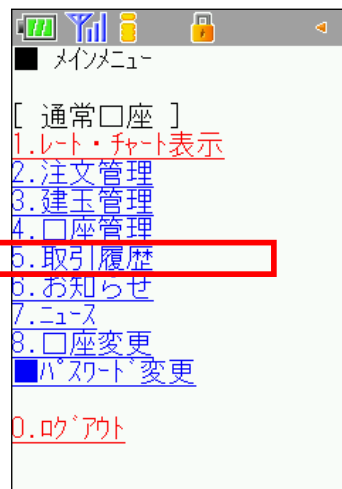 ■ ﾒｲﾝﾒﾆｭｰ
[ 通常口座 ]
1.ﾚｰﾄ・ﾁｬｰﾄ表示
2.注文管理
3.建玉管理
4.口座管理
5.取引履歴
6.お知らせ
7.ﾆｭｰｽ
8.口座変更
■ﾊﾟｽﾜｰﾄﾞ変更
0.ﾛｸﾞｱｳﾄ